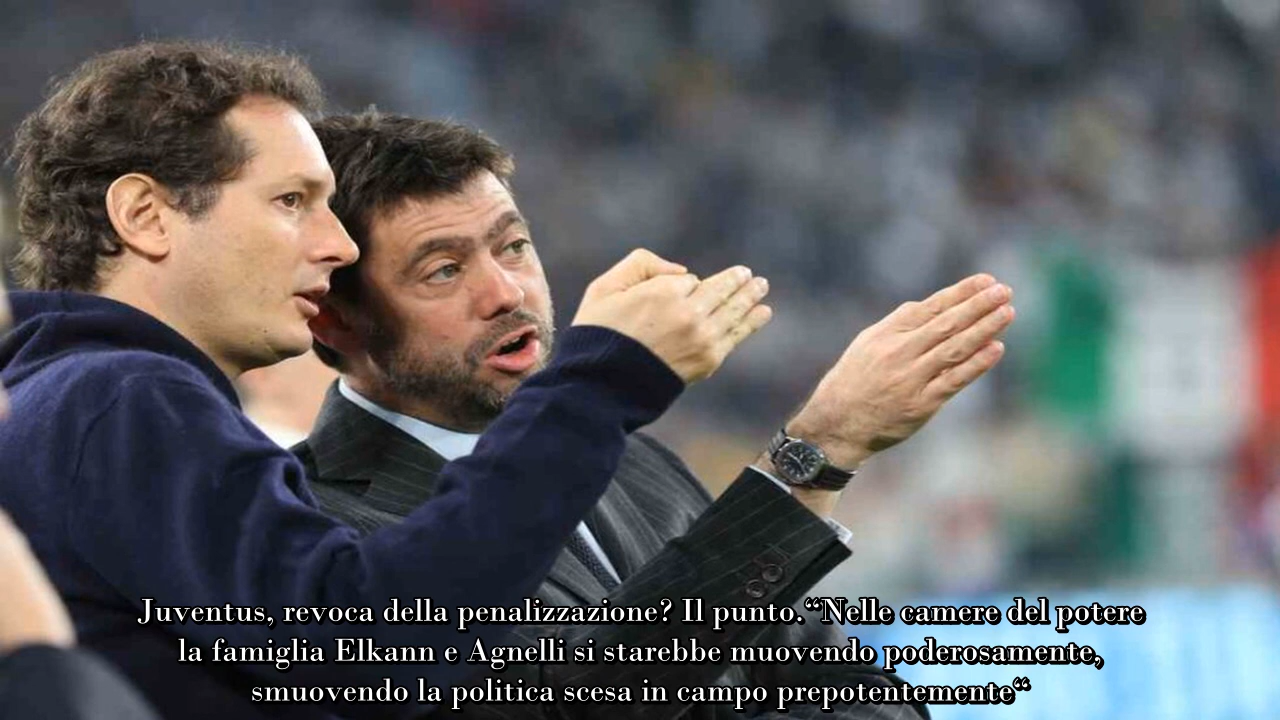 Juventus, revoca della penalizzazione? Il punto.“Nelle camere del potere
la famiglia Elkann e Agnelli si starebbe muovendo poderosamente,
smuovendo la politica scesa in campo prepotentemente“